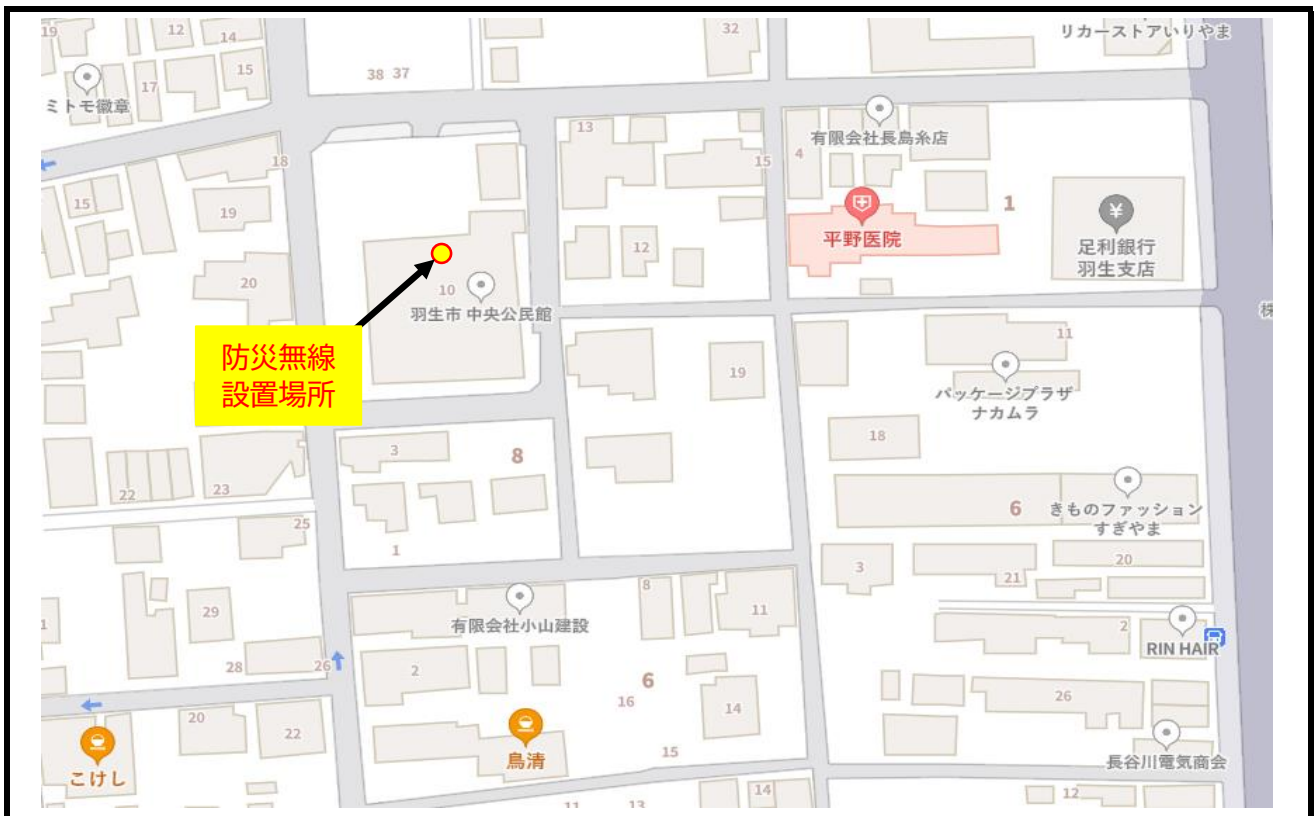 19
12
14
32
リカーストアいりやま
15
38 37
17
ミトモ徽章
13
有限会社長島糸店
18
15
4
15
19
1
平野医院
足利銀行
羽生支店
12
20
10
羽生市 中央公民館
株
防災無線
設置場所
11
19
パッケージプラザ
ナカムラ
18
3
8
22
23
6
きものファッション
すぎやま
25
1
20
3
21
8
11
29
有限会社小山建設
1
2
RIN HAIR
28
26
2
6
16
14
26
20
22
鳥清
15
こけし
長谷川電気商会
11
13
14
12